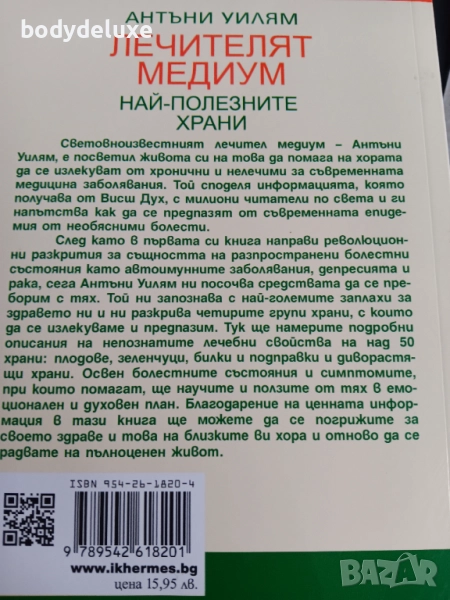 bodydeluxe
АНТЪНИ УИЛЯМ
ЛЕЧИТЕЛЯТ
МЕДИУМ
НАЙ-ПОЛЕЗНИТЕ
ХРАНИ
Световноизвестният лечител медиум – Антъни
Уилям, е посветил живота си на това да помага на хората
да се излекуват от хронични и нелечими за съвременната
медицина заболявания. Той споделя информацията, която
получава от Висш Дух, с милиони читатели по света и ги
напътства как да се предпазят от съвременната епиде-
мия от необясними болести.
След като в първата си книга направи революцион-
ни разкрития за същността на разпространени болестни
състояния като автоимунните заболявания, депресията и
рака, сега Антъни Уилям ни посочва средствата да се пре-
борим с тях. Той ни запознава с най-големите заплахи за
здравето ни и ни разкрива четирите групи храни, с които
да се излекуваме и предпазим. Тук ще намерите подробни
описания на непознатите лечебни свойства на над 50
храни: плодове, зеленчуци, билки и подправки и диворастя-
щи храни. Освен болестните състояния и симптомите,
при които помагат, ще научите и ползите от тях в емо-
ционален и духовен план. Благодарение на ценната инфор-
мация в тази книга ще можете да се погрижите за
своето здраве и това на близките ви хора и отново да се
радвате на пълноценен живот.
ISBN 954-26-1820-4
9 789542 618201
www.ikhermes.bg
цена 15,95 лв.
BAZAR